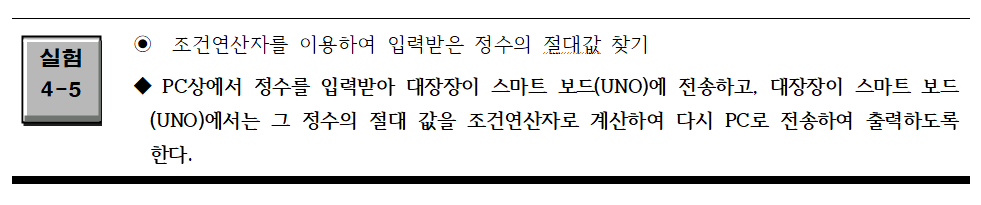 실험
4-5
◉ 조건연산자를 이용하여 입력받은 정수의 절대값 찾기
◆ PC상에서 정수를 입력받아 대장장이 스마트 보드(UNO)에 전송하고, 대장장이 스마트 보드
(UNO)에서는 그 정수의 절대 값을 조건연산자로 계산하여 다시 PC로 전송하여 출력하도록
한다.